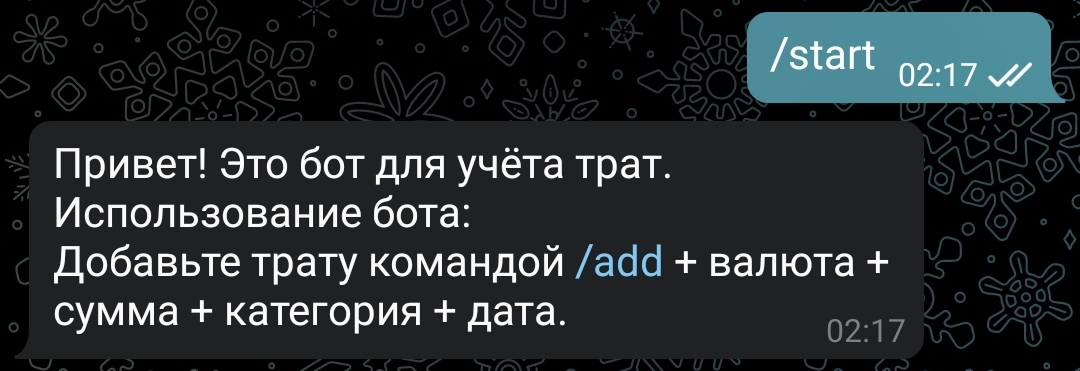 /start
02:17
Привет! Это бот для учёта трат.
Использование бота:
Добавьте трату командой /add + валюта +
сумма + категория + дата.
02:17